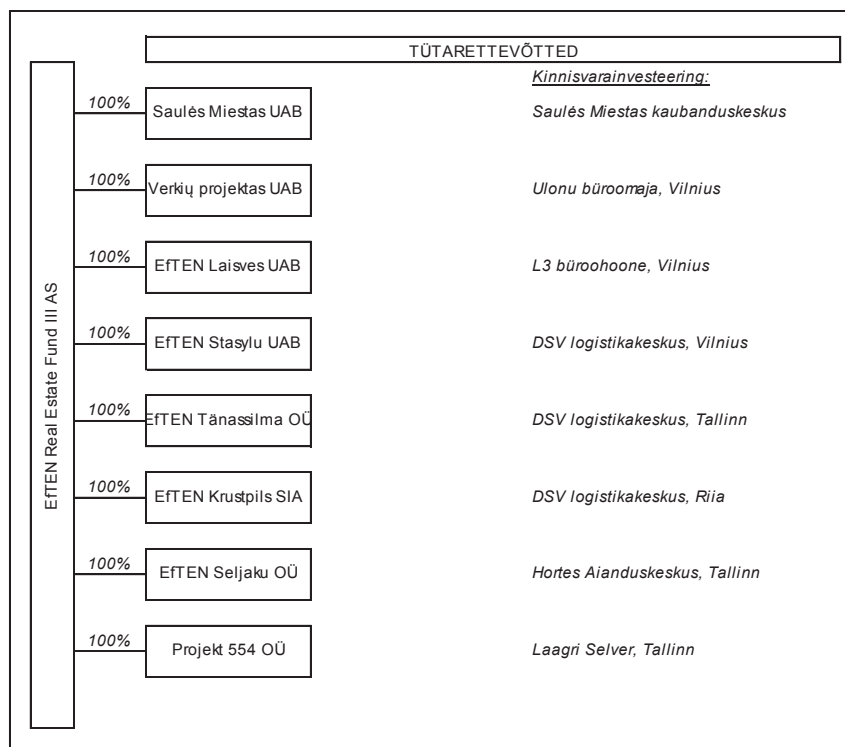 TÜTARETTEVÕTTED
Kinnisvarainvesteering:
EfTEN Real Estate Fund III AS
100%
Saulės Miestas UAB
Saulės Miestas kaubanduskeskus
100%
Verkių projektas UAB
Ulonu büroomaja, Vilnius
100%
EfTEN Laisves UAB
L3 büroohoone, Vilnius
100%
EfTEN Stasylu UAB
DSV logistikakeskus, Vilnius
100%
EfTEN Tänassilma OÜ
DSV logistikakeskus, Tallinn
100%
EfTEN Krustpils SIA
DSV logistikakeskus, Riia
100%
EfTEN Seljaku OÜ
Hortes Aianduskeskus, Tallinn
100%
Projekt 554 OÜ
Laagri Selver, Tallinn